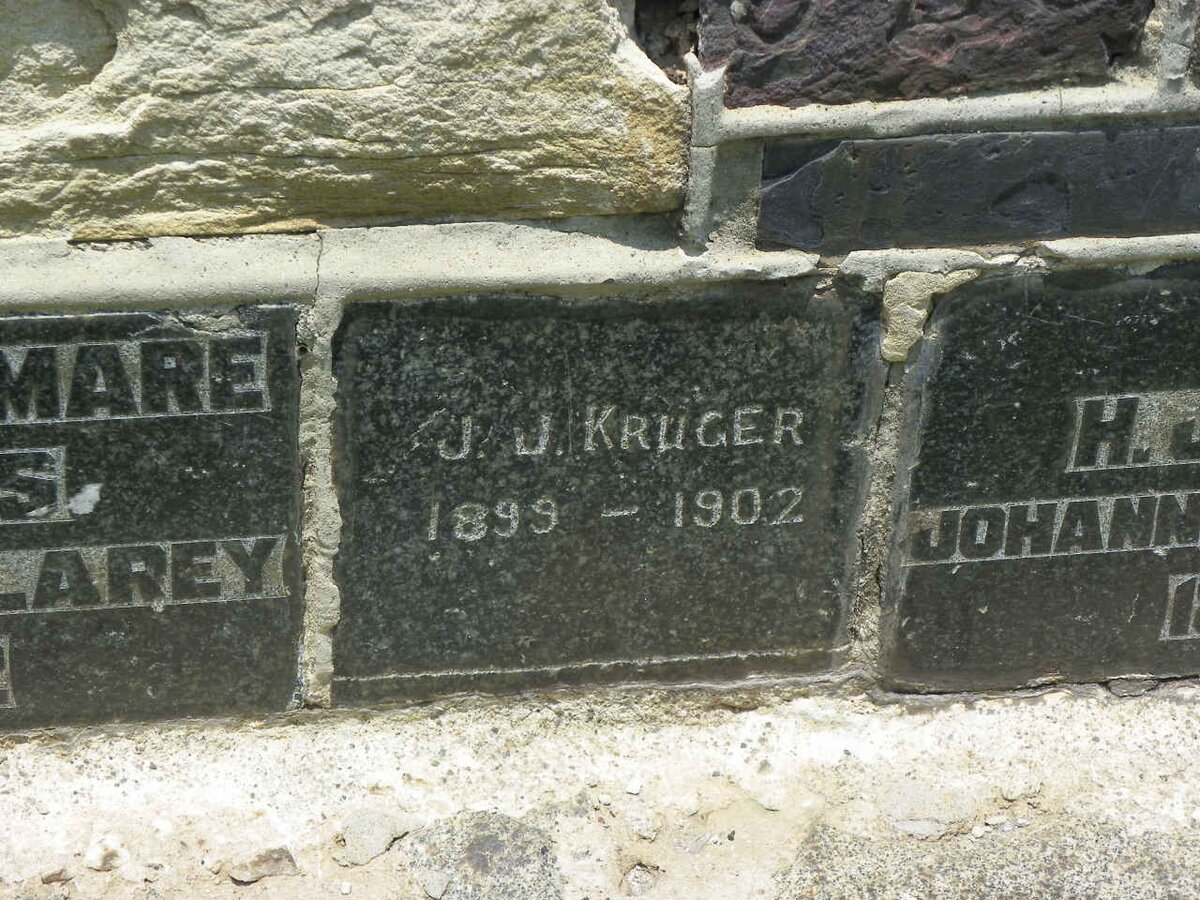 MARE
S.
LAREY
J. J. KRUGER
1899 – 1902
H.
JOHANN